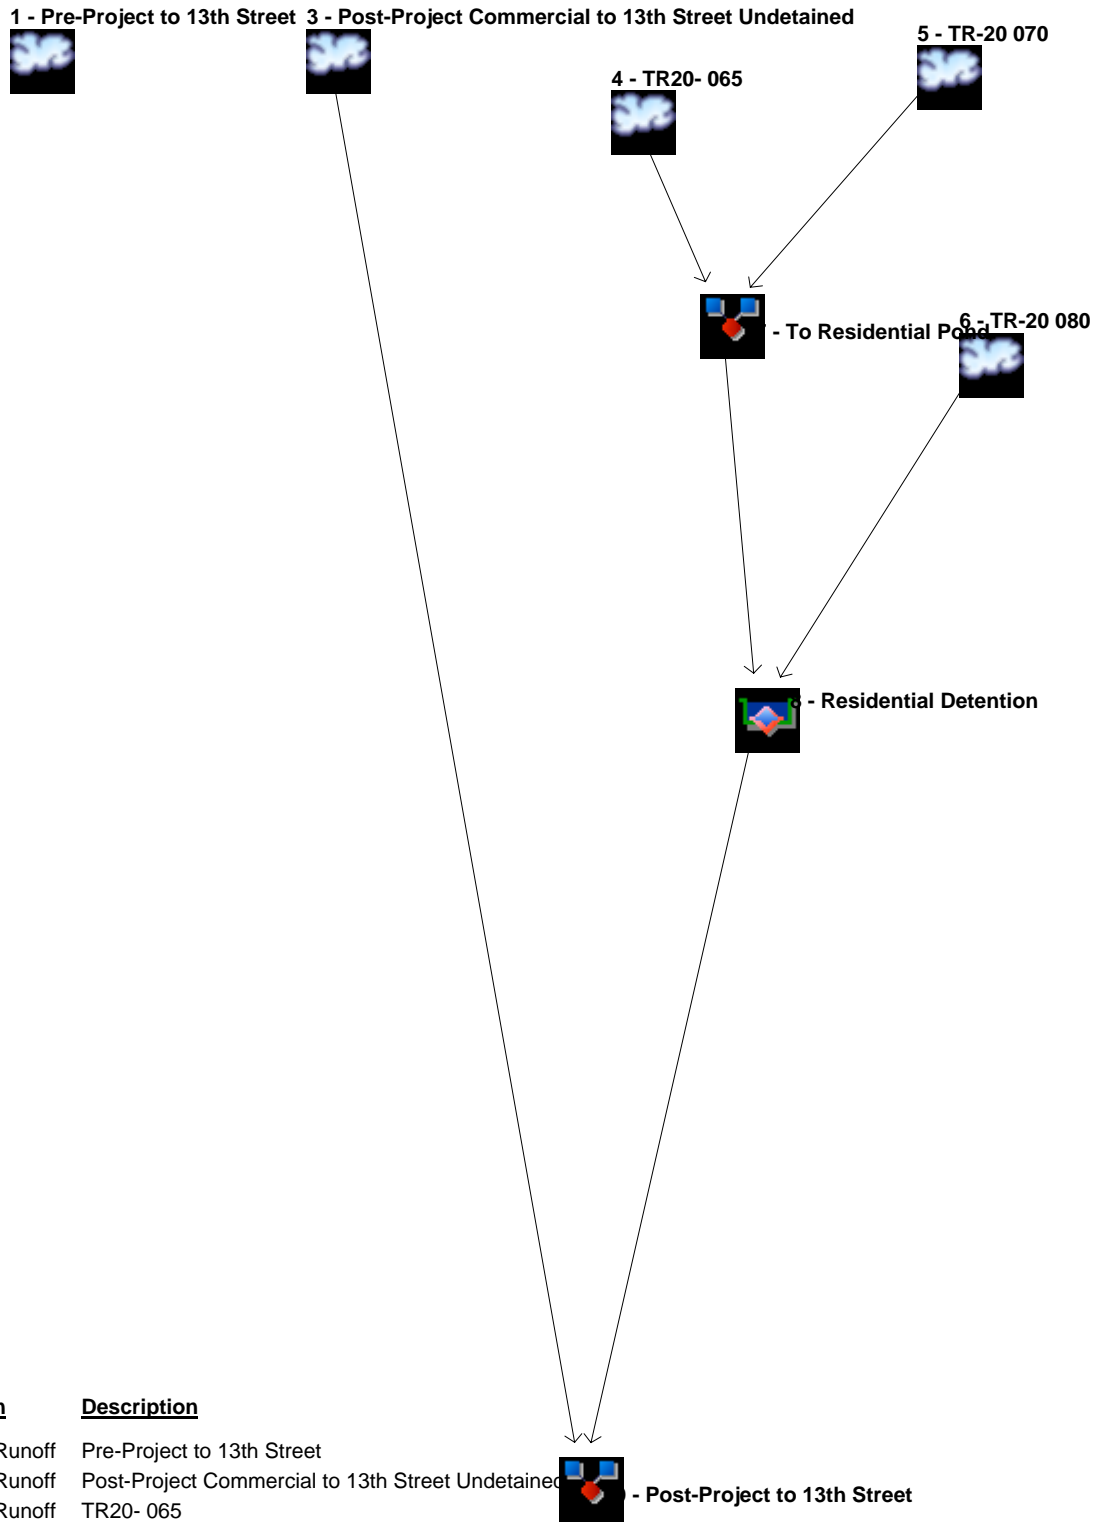 1 - Pre-Project to 13th Street
3 - Post-Project Commercial to 13th Street Undetained
5 - TR-20 070
4 - TR20- 065
6 - TR-20 080
- To Residential Pond
- Residential Detention
Description
Runoff Pre-Project to 13th Street
Runoff Post-Project Commercial to 13th Street Undetained
- Post-Project to 13th Street
Runoff TR20- 065